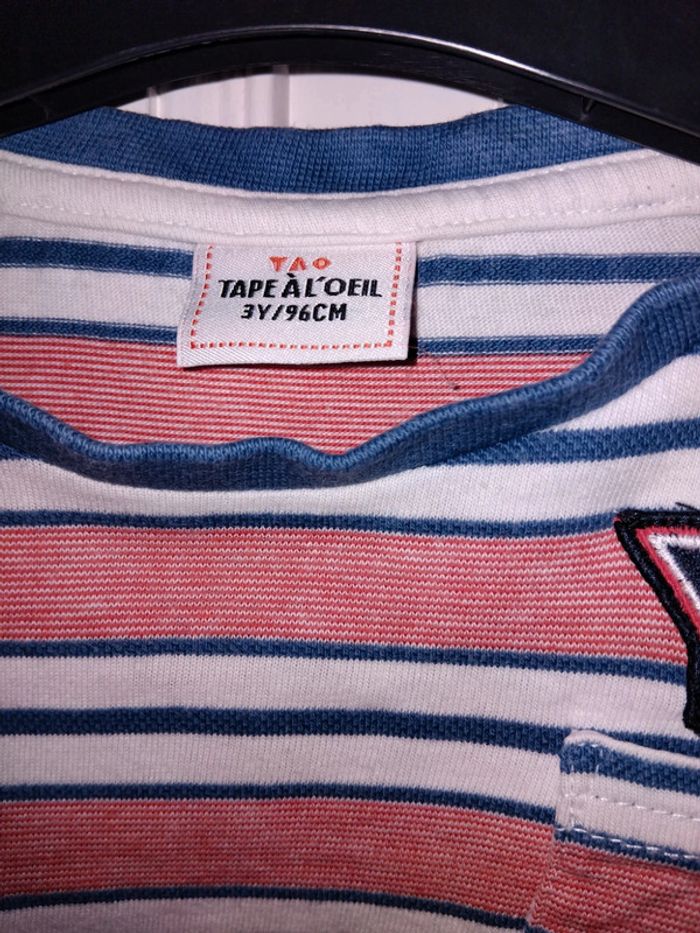 TAO
TAPE À L'OEIL
3Y/96CM